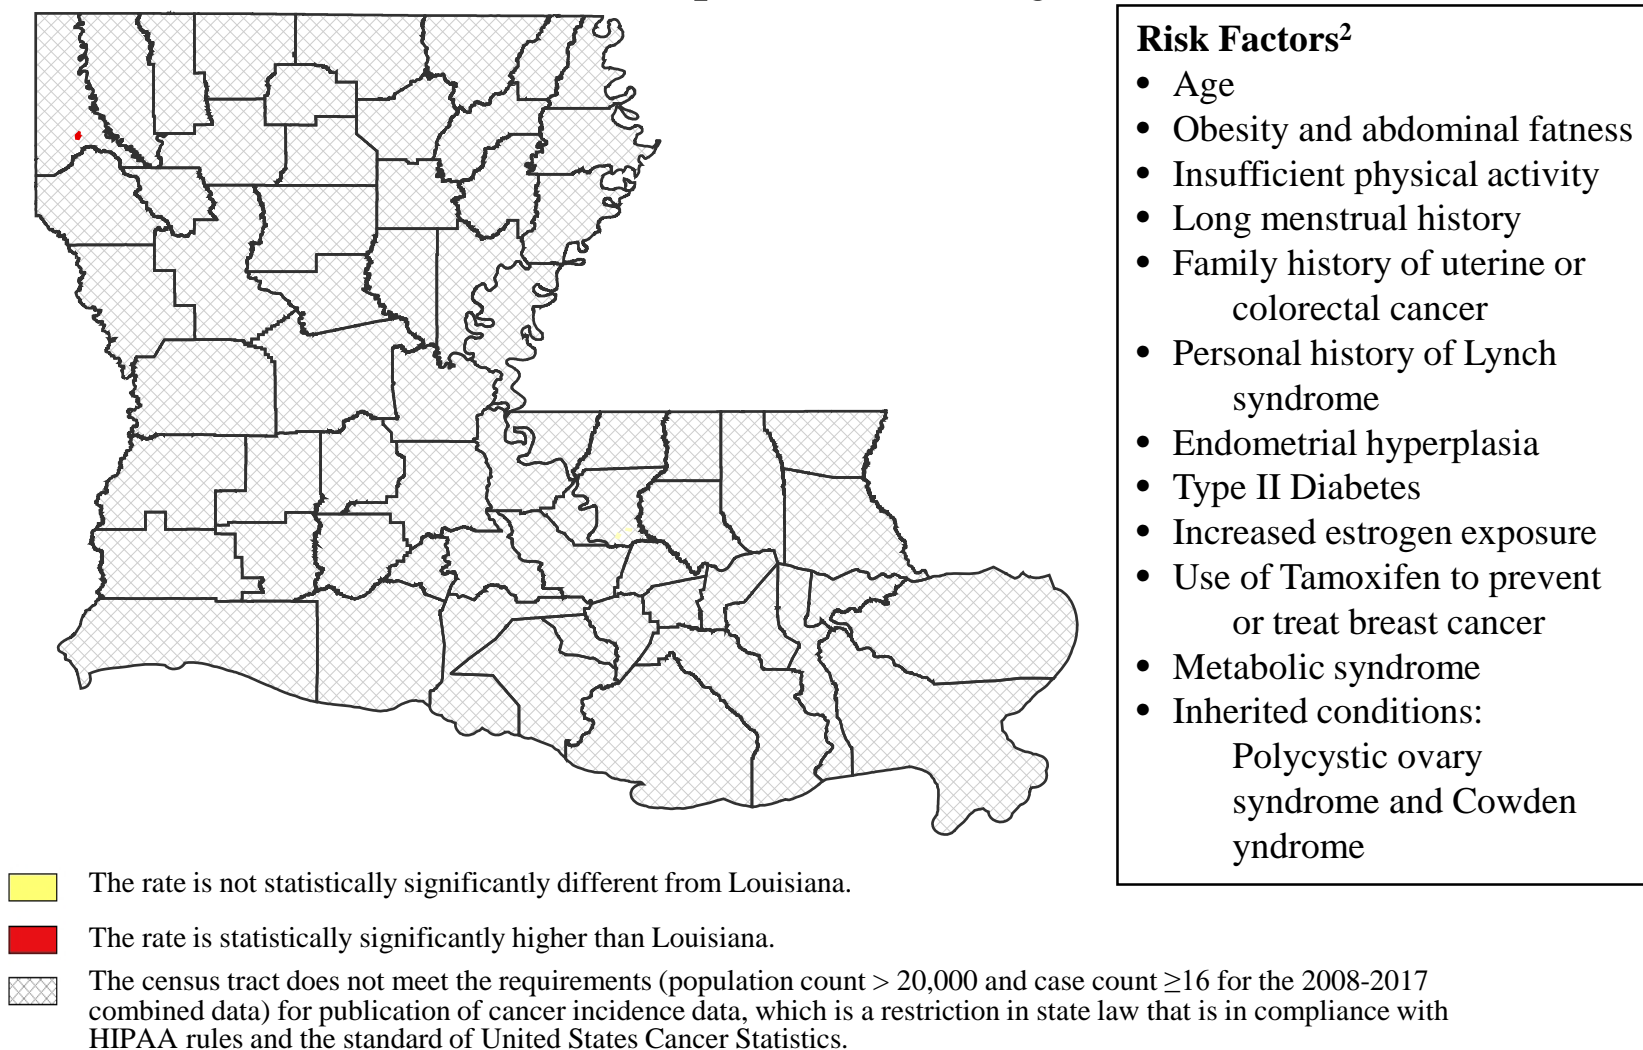 Risk Factors²
• Age
• Obesity and abdominal fatness
• Insufficient physical activity
• Long menstrual history
• Family history of uterine or
colorectal cancer
• Personal history of Lynch
syndrome
• Endometrial hyperplasia
• Type II Diabetes
• Increased estrogen exposure
• Use of Tamoxifen to prevent
or treat breast cancer
• Metabolic syndrome
• Inherited conditions:
Polycystic ovary
syndrome and Cowden
yndrome
The rate is not statistically significantly different from Louisiana.
The rate is statistically significantly higher than Louisiana.
The census tract does not meet the requirements (population count > 20,000 and case count ≥16 for the 2008-2017
combined data) for publication of cancer incidence data, which is a restriction in state law that is in compliance with
HIPAA rules and the standard of United States Cancer Statistics.